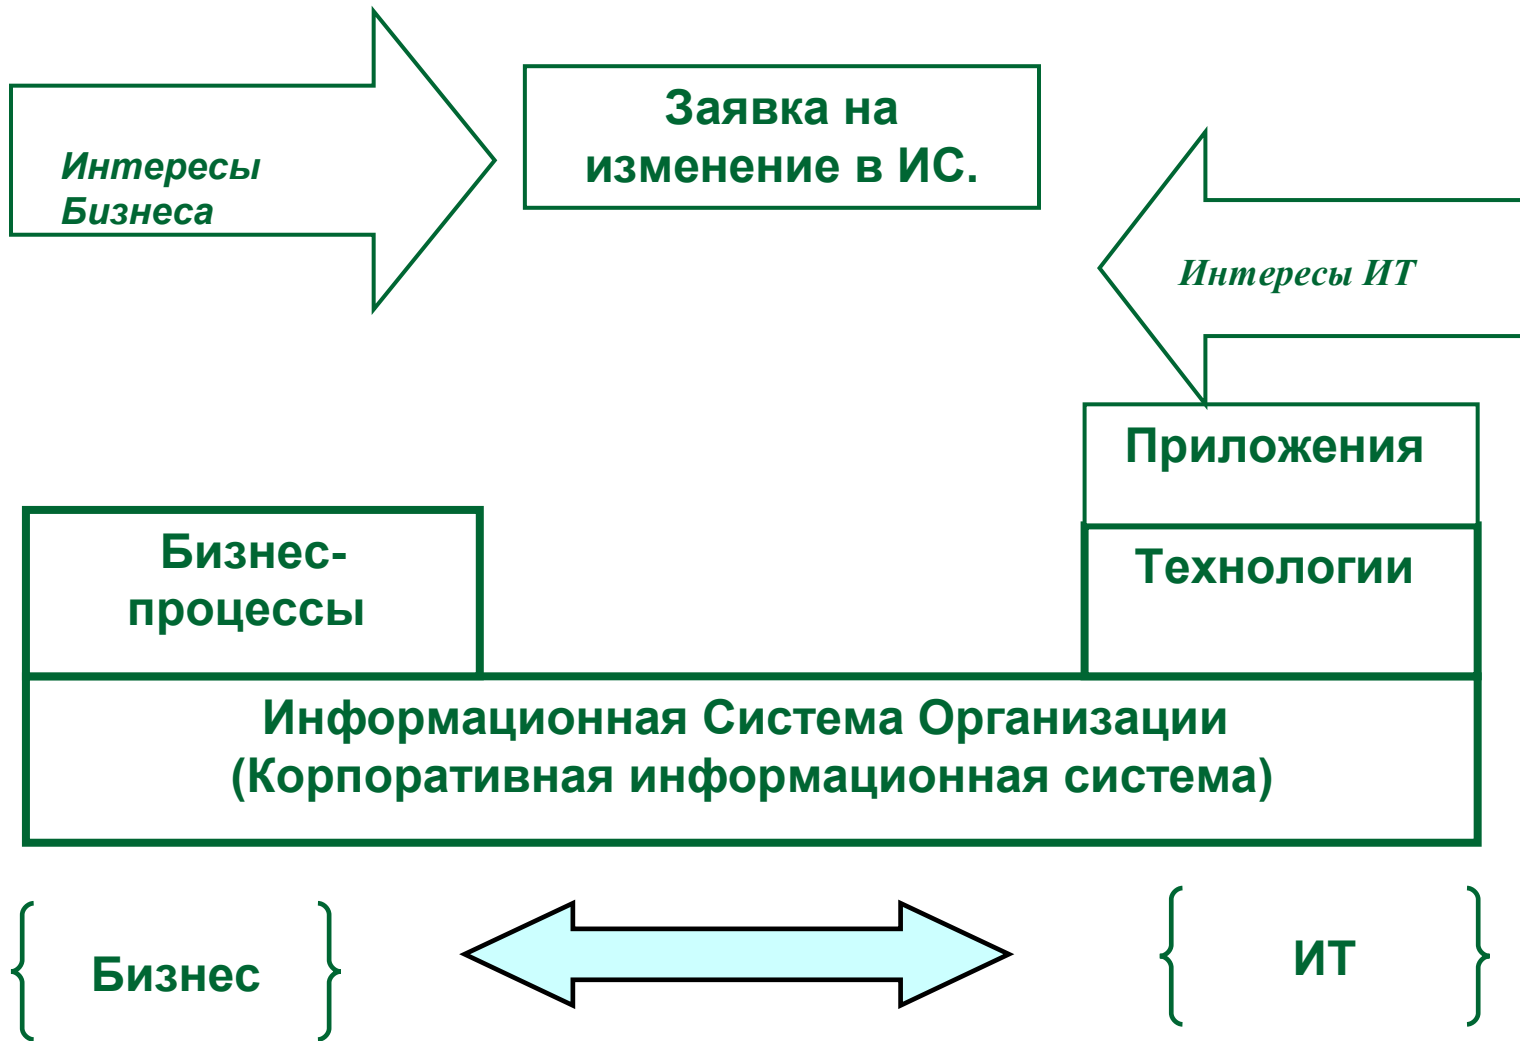 Заявка на
изменение в ИС.
Интересы
Бизнеса
Интересы ИТ
Приложения
Бизнес-
процессы
Технологии
Информационная Система Организации
(Корпоративная информационная система)
Бизнес
ИТ